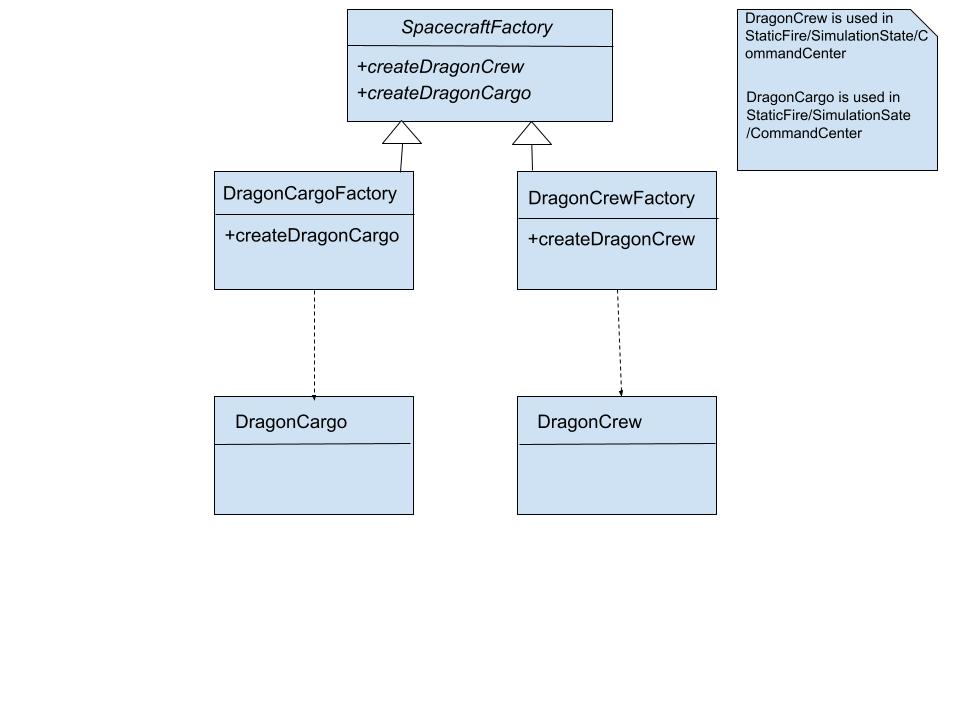 SpacecraftFactory
+createDragonCrew
+createDragonCargo
DragonCrew is used in
StaticFire/SimulationState/C
ommandCenter
DragonCargo is used in
StaticFire/SimulationSate
/CommandCenter
DragonCargoFactory
+createDragonCargo
DragonCrewFactory
+createDragonCrew
DragonCargo
DragonCrew